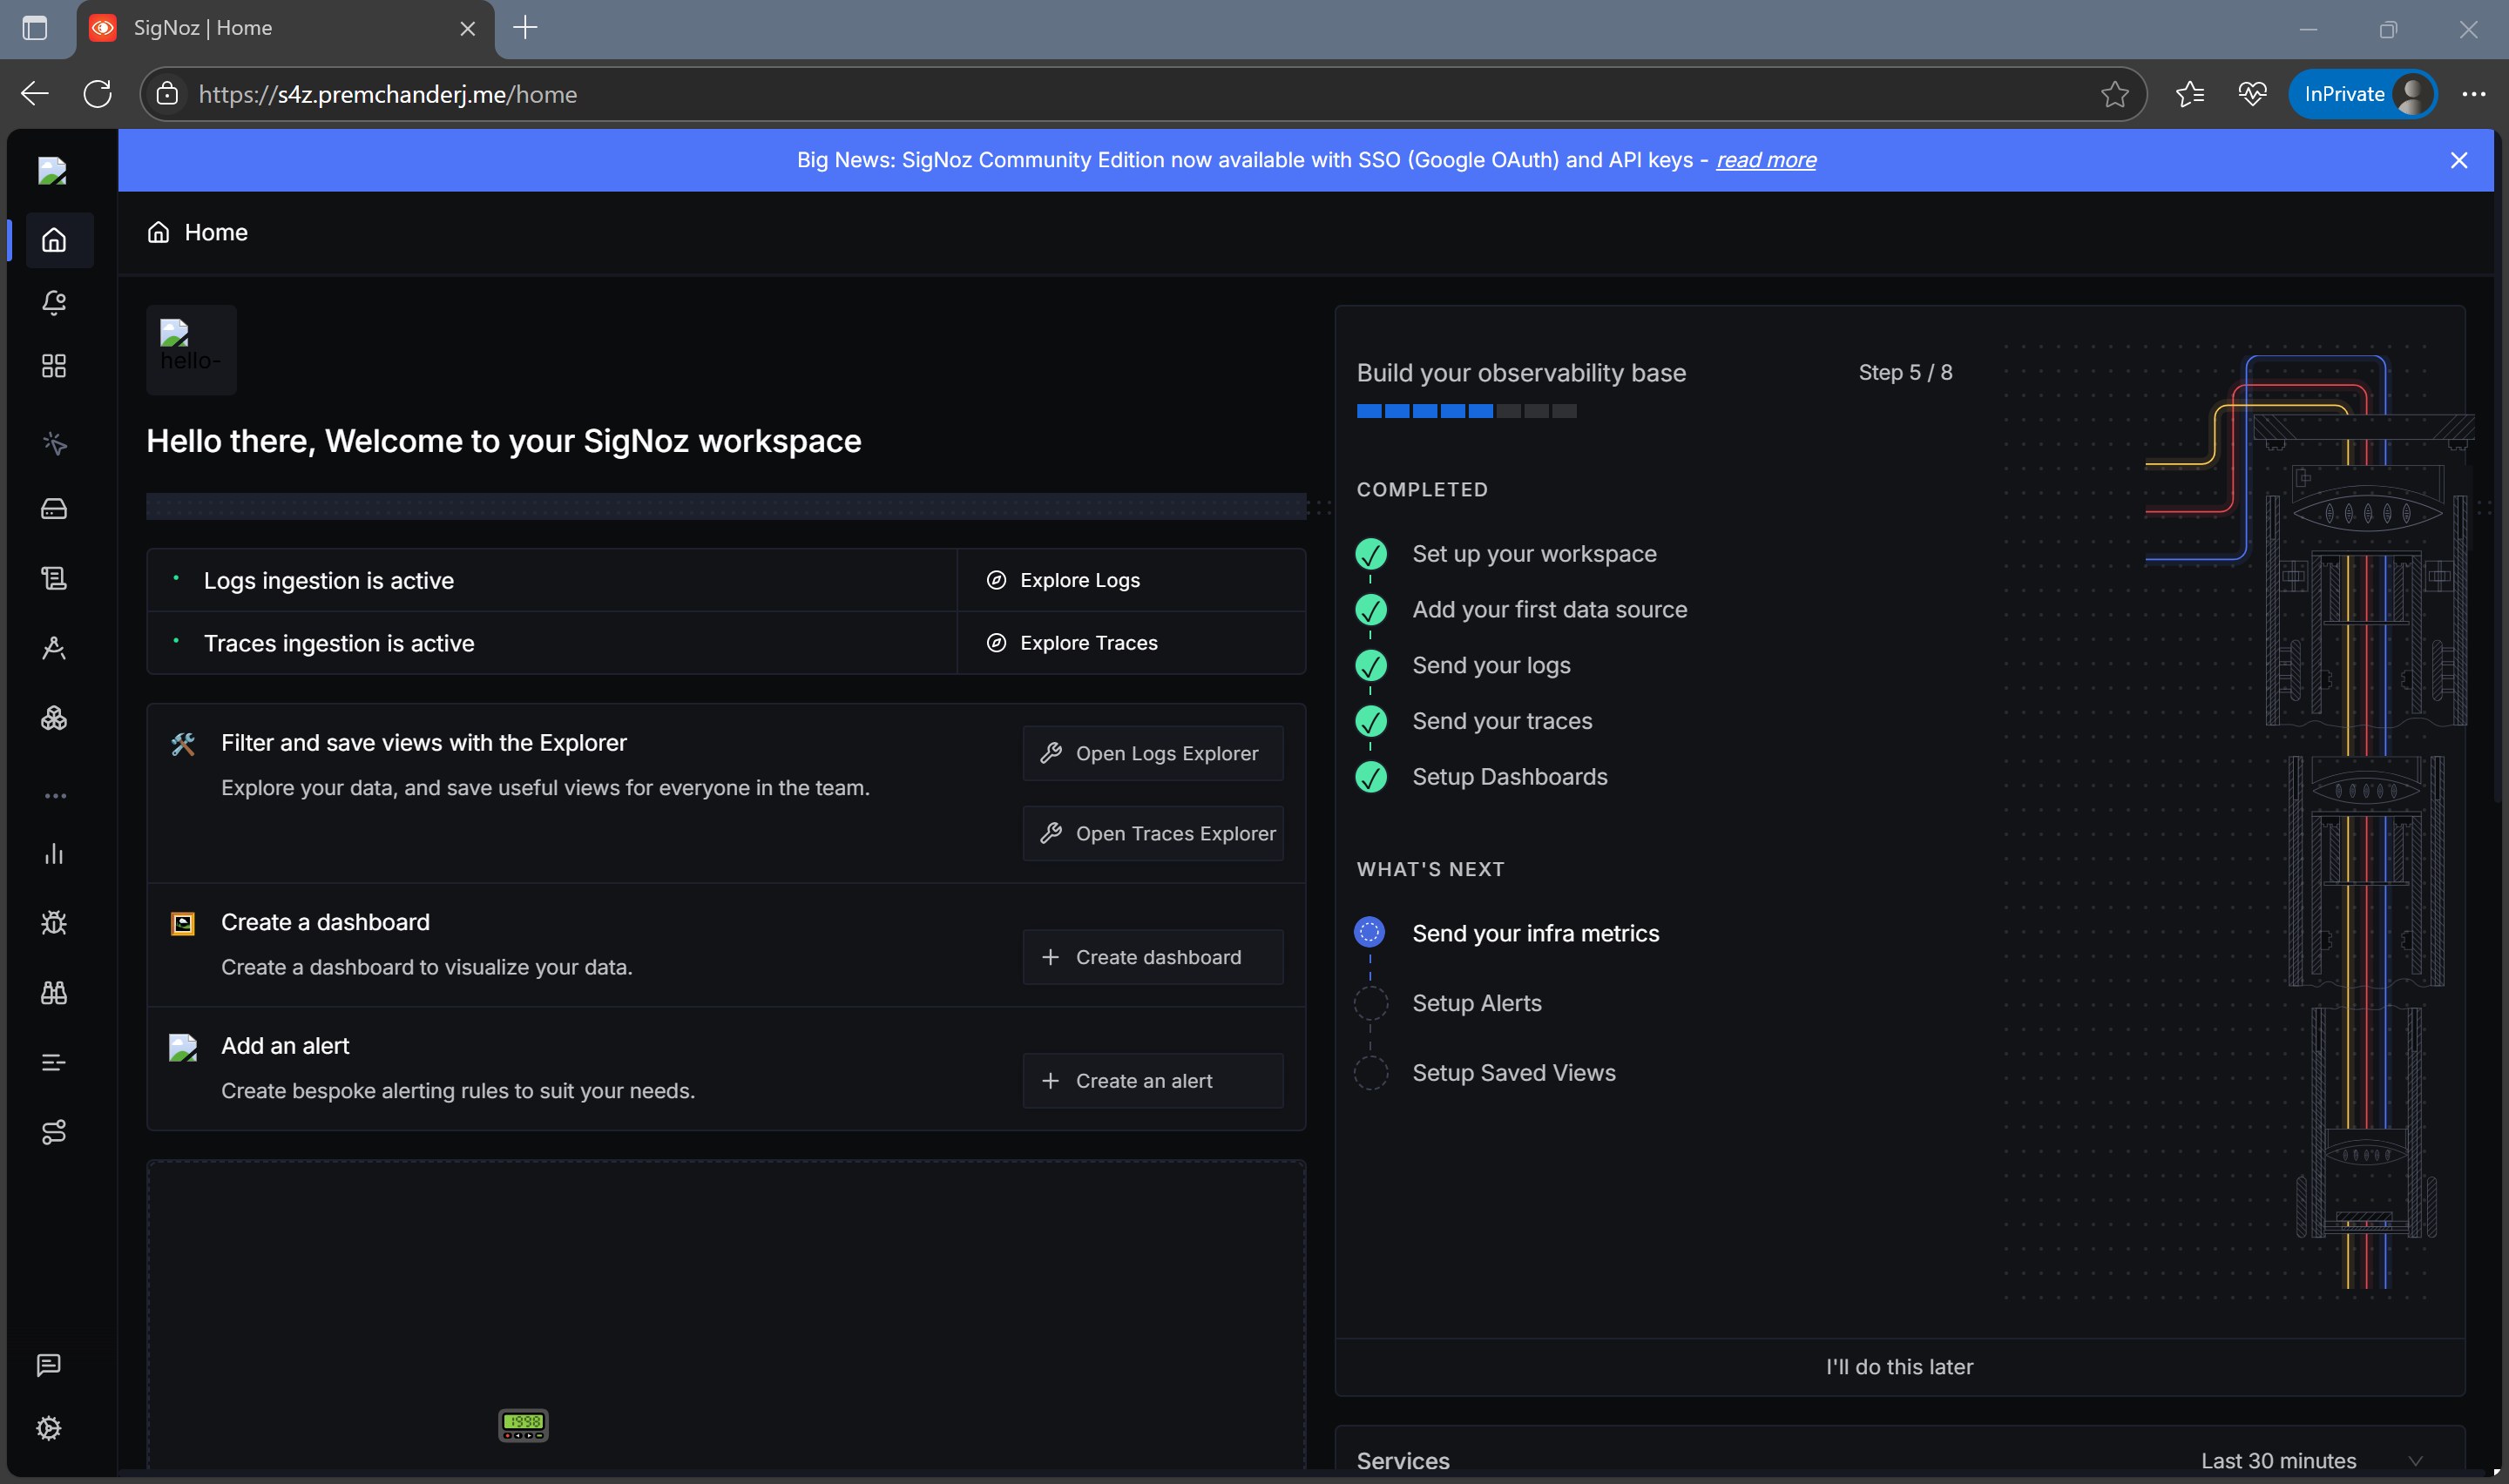 SigNoz | Home
https://s4z.premchanderj.me/home
InPrivate
Big News: SigNoz Community Edition now available with SSO (Google OAuth) and API keys - read more
Home
hello-
Hello there, Welcome to your SigNoz workspace
Logs ingestion is active
Explore Logs
Traces ingestion is active
Explore Traces
Filter and save views with the Explorer
Explore your data, and save useful views for everyone in the team.
Open Logs Explorer
Open Traces Explorer
Create a dashboard
Create a dashboard to visualize your data.
Create dashboard
Add an alert
Create bespoke alerting rules to suit your needs.
Create an alert
1998
Build your observability base
Step 5 / 8
COMPLETED
Set up your workspace
Add your first data source
Send your logs
Send your traces
Setup Dashboards
WHAT'S NEXT
Send your infra metrics
Setup Alerts
Setup Saved Views
I'll do this later
Services
Last 30 minutes